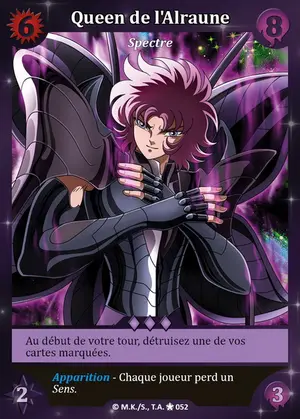 Queen de l'Alraune
6
8
Spectre
Au début de votre tour, détruisez une de vos
cartes marquées.
2
Apparition - Chaque joueur perd un
Sens.
3
© M.K./S., T.A. ★ 052